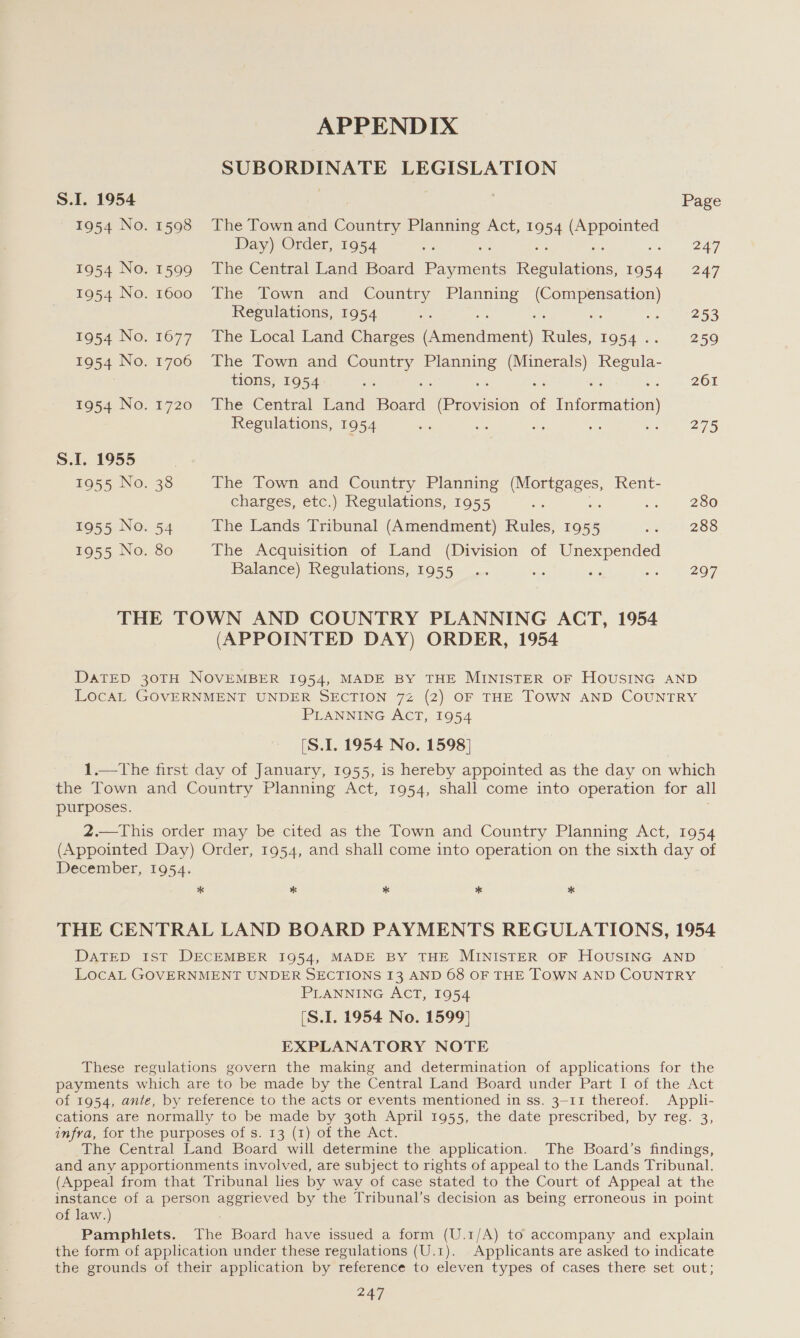 APPENDIX
SUBORDINATE LEGISLATION
S.I. 1954 Page
1954 No. 1598 The Town and Country Planning Act, 1954 (Appointed
Day) Order, 1954 .. .. .. .. .. 247
1954 No. 1599 The Central Land Board Payments Regulations, 1954 247
1954 No. 1600 The Town and Country Planning (Compensation)
Regulations, 1954 .. .. .. .. .. 253
1954 No. 1677 The Local Land Charges (Amendment) Rules, 1954 .. 259
1954 No. 1706 The Town and Country Planning (Minerals) Regula-
tions, 1954 .. .. .. .. .. 261
1954 No. 1720 The Central Land Board (Provision of Information)
Regulations, 1954 .. .. .. .. .. 275
S.I. 1955
1955 No. 38 The Town and Country Planning (Mortgages, Rent-
charges, etc.) Regulations, 1955 .. .. .. 280
1955 No. 54 The Lands Tribunal (Amendment) Rules, 1955 .. 288
1955 No. 80 The Acquisition of Land (Division of Unexpended
Balance) Regulations, 1955 .. .. .. .. 297
THE TOWN AND COUNTRY PLANNING ACT, 1954
(APPOINTED DAY) ORDER, 1954
DATED 30TH NOVEMBER 1954, MADE BY THE MINISTER OF HOUSING AND
LOCAL GOVERNMENT UNDER SECTION 72 (2) OF THE TOWN AND COUNTRY
PLANNING ACT, 1954
[S.I. 1954 No. 1598]
1.—The first day of January, 1955, is hereby appointed as the day on which
the Town and Country Planning Act, 1954, shall come into operation for all
purposes.
2.—This order may be cited as the Town and Country Planning Act, 1954
(Appointed Day) Order, 1954, and shall come into operation on the sixth day of
December, 1954.
* * * * *
THE CENTRAL LAND BOARD PAYMENTS REGULATIONS, 1954
DATED 1ST DECEMBER 1954, MADE BY THE MINISTER OF HOUSING AND
LOCAL GOVERNMENT UNDER SECTIONS 13 AND 68 OF THE TOWN AND COUNTRY
PLANNING ACT, 1954
[S.I. 1954 No. 1599]
EXPLANATORY NOTE
These regulations govern the making and determination of applications for the
payments which are to be made by the Central Land Board under Part I of the Act
of 1954, ante, by reference to the acts or events mentioned in ss. 3–11 thereof. Appli-
cations are normally to be made by 30th April 1955, the date prescribed, by reg. 3,
infra, for the purposes of s. 13 (1) of the Act.
The Central Land Board will determine the application. The Board's findings,
and any apportionments involved, are subject to rights of appeal to the Lands Tribunal.
(Appeal from that Tribunal lies by way of case stated to the Court of Appeal at the
instance of a person aggrieved by the Tribunal's decision as being erroneous in point
of law.)
Pamphlets. The Board have issued a form (U.1/A) to accompany and explain
the form of application under these regulations (U.1). Applicants are asked to indicate
the grounds of their application by reference to eleven types of cases there set out;
247